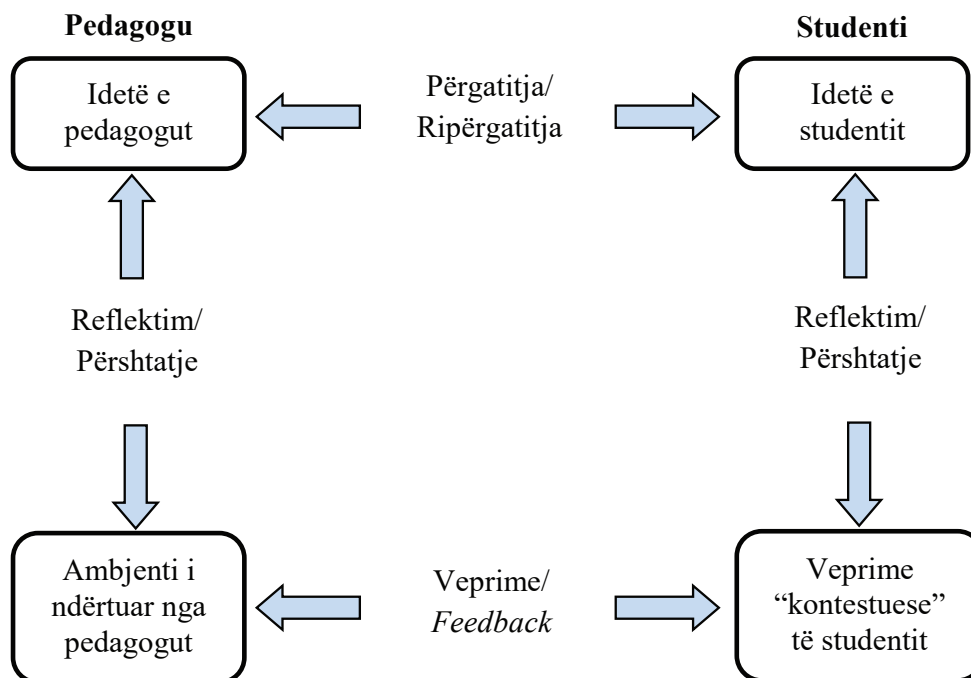 Pedagogu
Studenti
Idetë e
pedagogut
Përgatitja/
Ripërgatitja
Idetë e
studentit
Reflektim/
Përshtatje
Reflektim/
Përshtatje
Ambjenti i
ndërtuar nga
pedagogut
Veprime/
Feedback
Veprime
“kontestuese”
të studentit